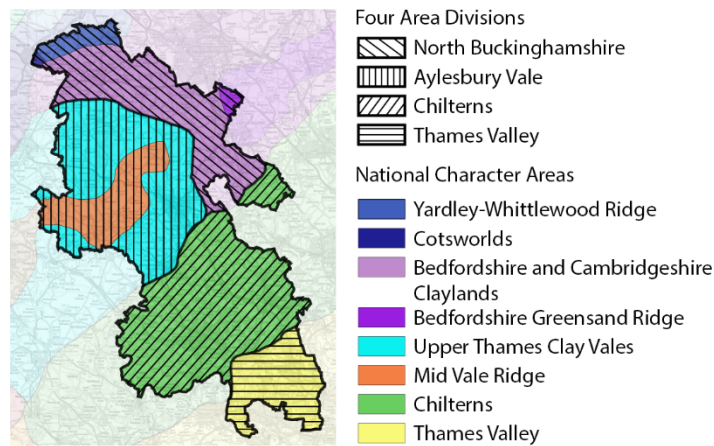 Four Area Divisions
North Buckinghamshire
Aylesbury Vale
Chilterns
Thames Valley
National Character Areas
Yardley-Whittlewood Ridge
Cotsworlds
Bedfordshire and Cambridgeshire
Claylands
Bedfordshire Greensand Ridge
Upper Thames Clay Vales
Mid Vale Ridge
Chilterns
Thames Valley